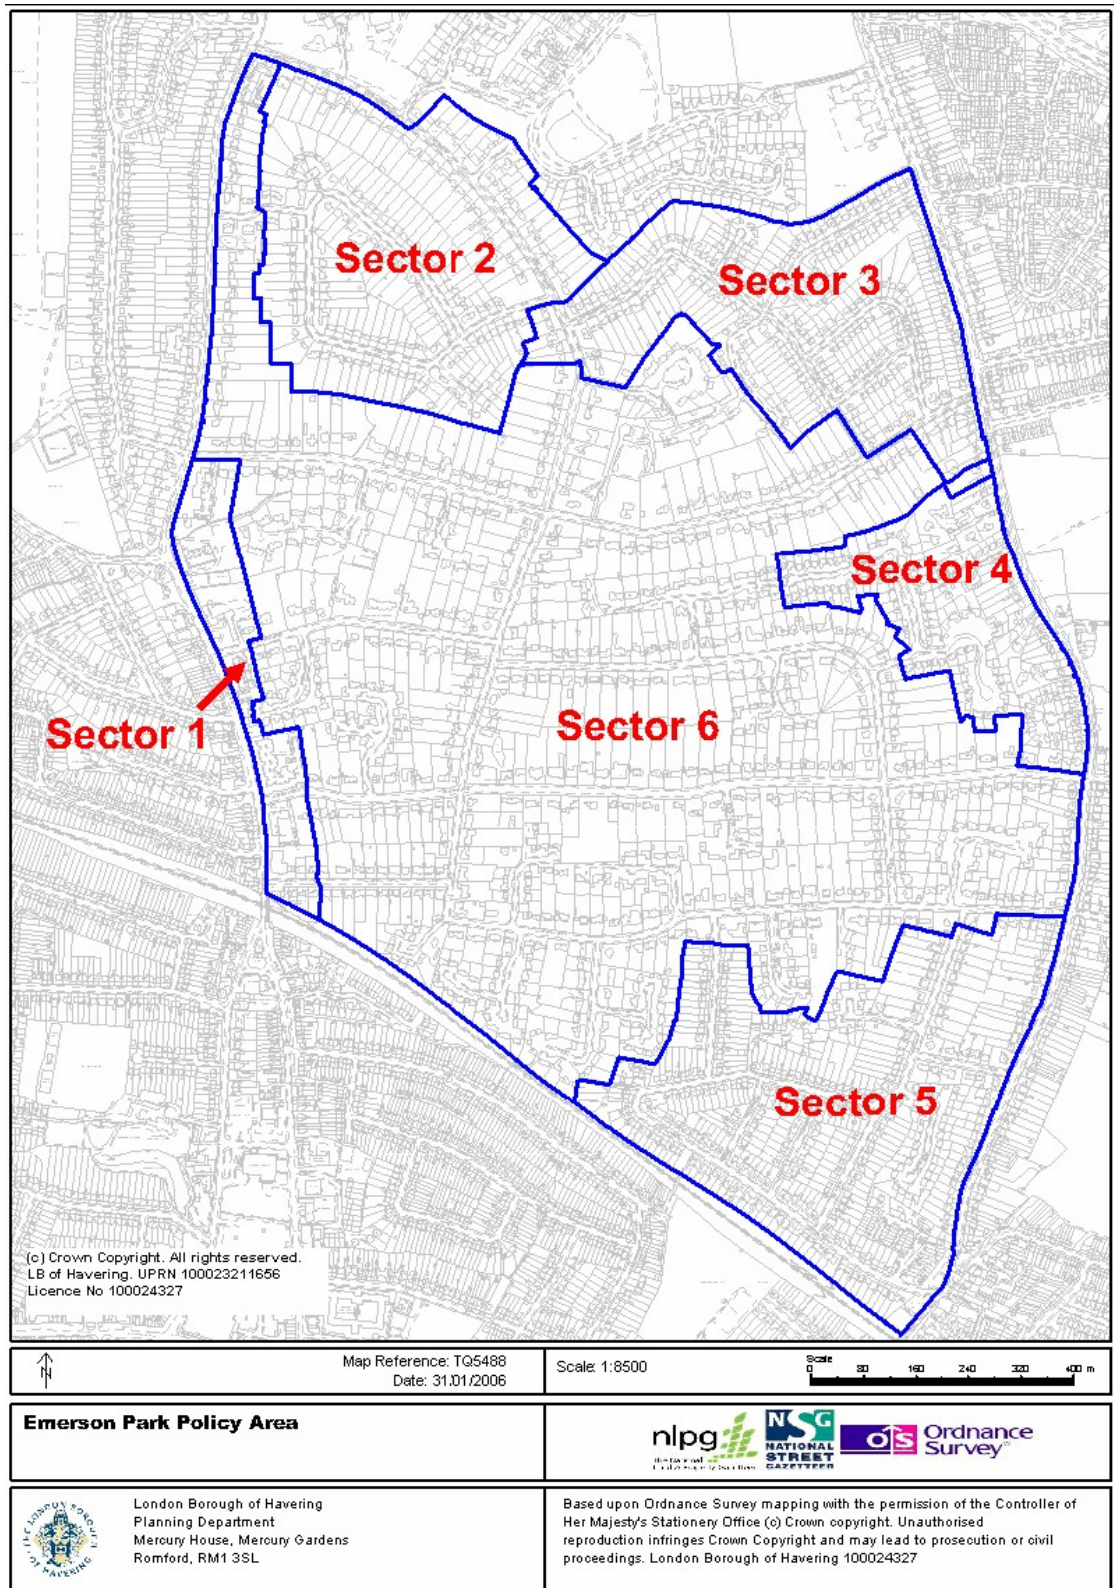 Sector 2
Sector 3
Sector 4
Sector 1
Sector 6
Sector 5
(c) Crown Copyright. All rights reserved.
LB of Havering. UPRN 100023211656
Licence No 100024327
N
Map Reference: TQ5488
Date: 31/01/2006
Scale: 1:8500
Scale
0 80 160 240 320 400 m
Emerson Park Policy Area
nlpg
NSG
NATIONAL
STREET
GAZETTEER
OS
Ordnance
Survey
London Borough of Havering
Planning Department
Mercury House, Mercury Gardens
Romford, RM1 3SL
Based upon Ordnance Survey mapping with the permission of the Controller of
Her Majesty's Stationery Office (c) Crown copyright. Unauthorised
reproduction infringes Crown Copyright and may lead to prosecution or civil
proceedings. London Borough of Havering 100024327